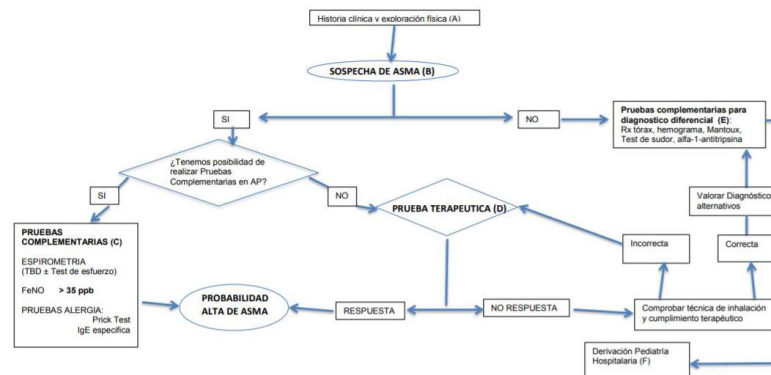 Historia clínica y exploración física (A)
SOSPECHA DE ASMA (B)
SI
NO
Pruebas complementarias para
diagnostico diferencial (E):
Rx tórax, hemograma, Mantoux,
Test de sudor, alfa-1-antitripsina
¿Tenemos posibilidad de
realizar Pruebas
Complementarias en AP?
SI
NO
PRUEBA TERAPEUTICA (D)
Valorar Diagnóstico
alternativos
PRUEBAS
COMPLEMENTARIAS (C)
ESPIROMETRIA
(TBD ± Test de esfuerzo)
FeNO > 35 ppb
PRUEBAS ALERGIA:
Prick Test
IgE especifica
Incorrecta
Correcta
PROBABILIDAD
ALTA DE ASMA
RESPUESTA
NO RESPUESTA
Comprobar técnica de inhalación
y cumplimiento terapéutico
Derivación Pediatría
Hospitalaria (F)